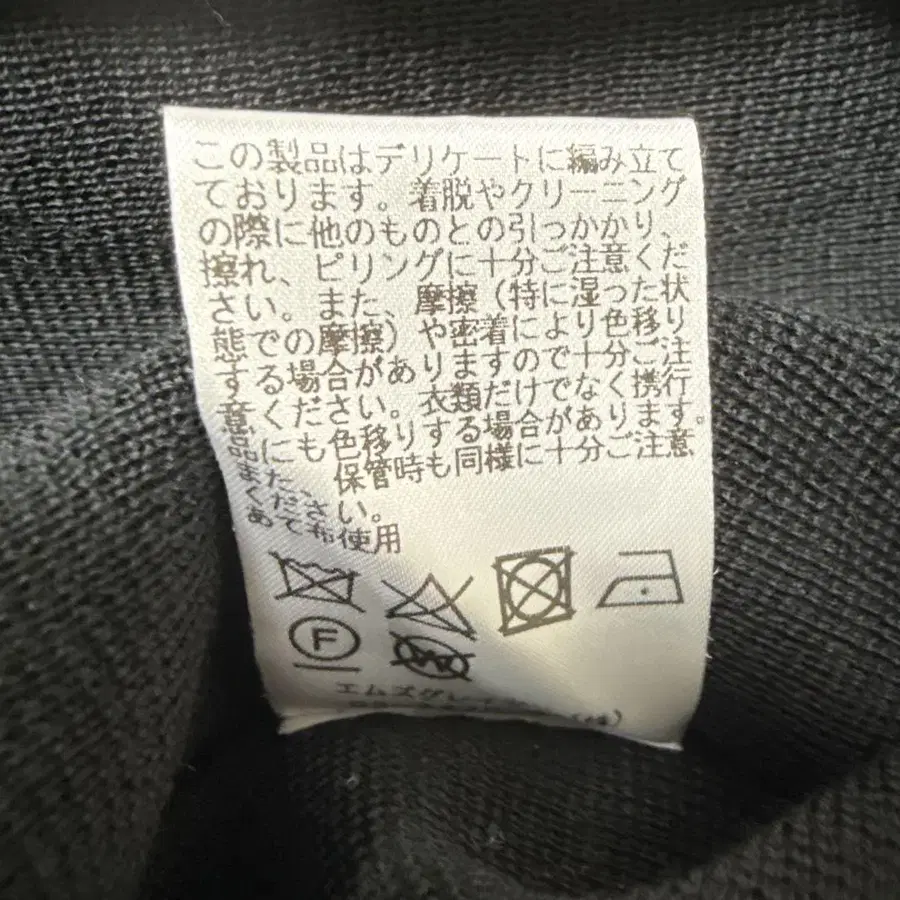 この製品はデリケートに編み立て
ております。着脱やクリーニング
の際に他のものとの引っかかり、
擦れ、ピリングに十分ご注意くだ
さい。また、摩擦（特に湿った状
態での摩擦）や密着により色移り
する場合がありますので十分ご注
意ください。衣類だけでなく携行
品にも色移りする場合があります。
また、保管時も同様に十分ご注意
ください。
あて布使用
F
W
エムズグレ